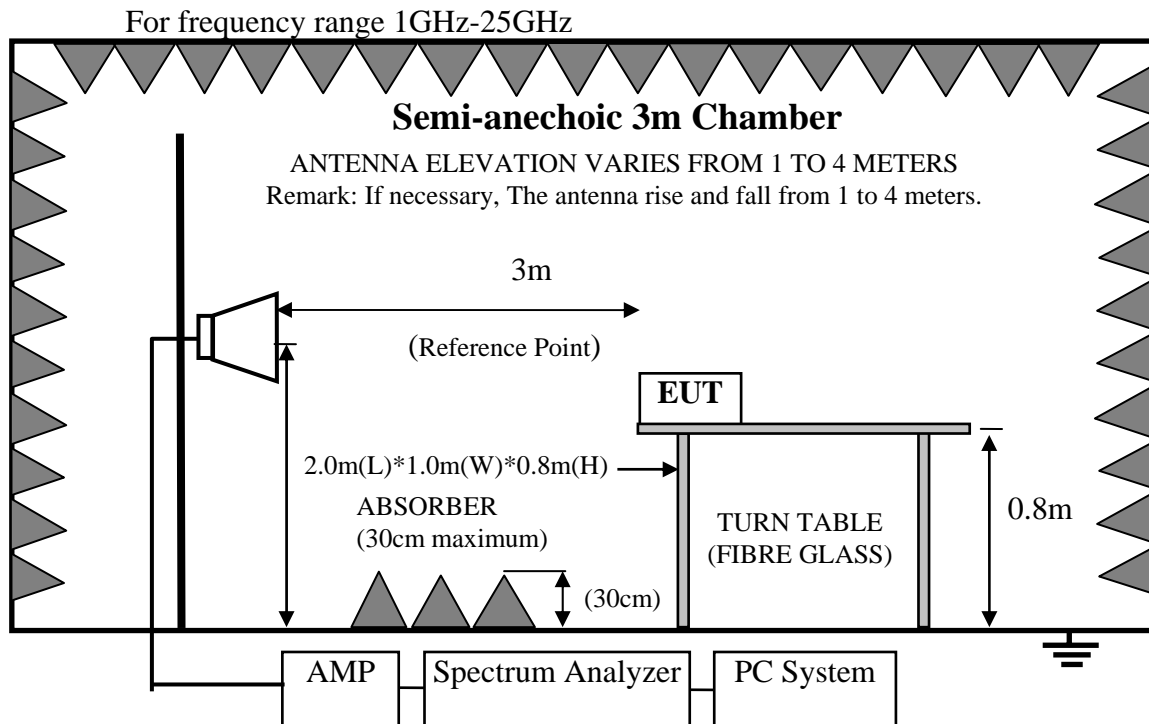 For frequency range 1GHz-25GHz
Semi-anechoic 3m Chamber
ANTENNA ELEVATION VARIES FROM 1 TO 4 METERS
Remark: If necessary, The antenna rise and fall from 1 to 4 meters.
3m
(Reference Point)
EUT
2.0m(L)*1.0m(W)*0.8m(H)
ABSORBER
(30cm maximum)
(30cm)
TURN TABLE
(FIBRE GLASS)
0.8m
AMP
Spectrum Analyzer
PC System